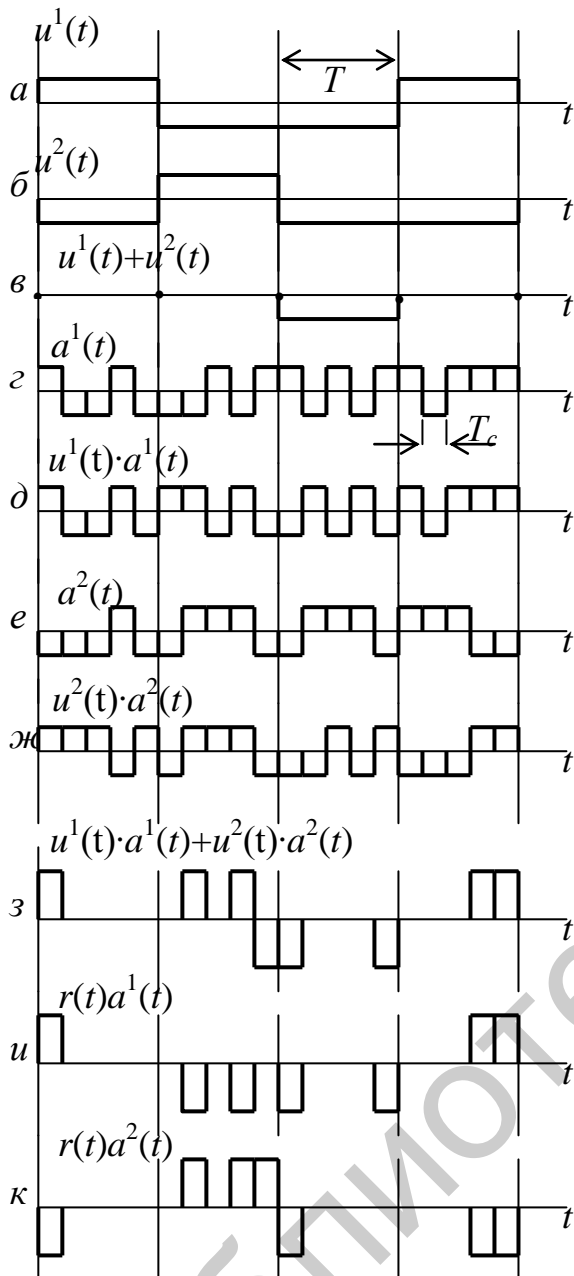 u¹(t)
T
а
t
u²(t)
б
t
u¹(t)+u²(t)
в
t
a¹(t)
г
t
T_c
u¹(t)·a¹(t)
д
t
a²(t)
е
t
u²(t)·a²(t)
ж
t
u¹(t)·a¹(t)+u²(t)·a²(t)
з
t
r(t)a¹(t)
и
t
r(t)a²(t)
к
t